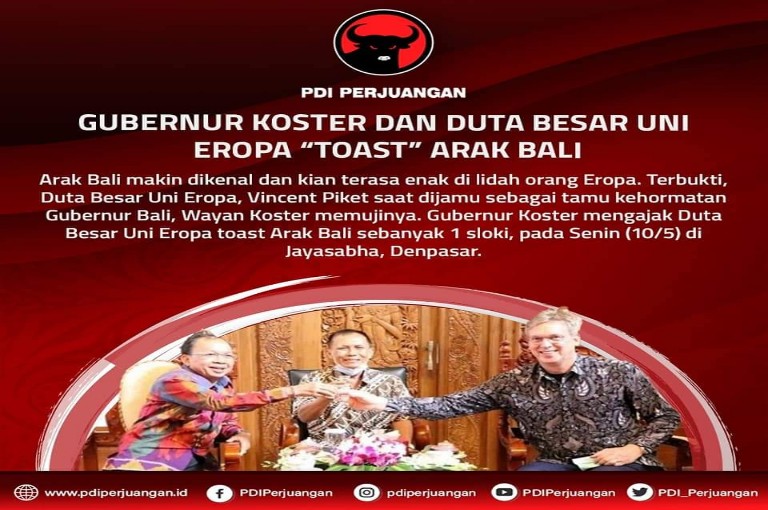 PDI PERJUANGAN
GUBERNUR KOSTER DAN DUTA BESAR UNI
EROPA “TOAST” ARAK BALI
Arak Bali makin dikenal dan kian terasa enak di lidah orang Eropa. Terbukti,
Duta Besar Uni Eropa, Vincent Piket saat dijamu sebagai tamu kehormatan
Gubernur Bali, Wayan Koster memujinya. Gubernur Koster mengajak Duta
Besar Uni Eropa toast Arak Bali sebanyak 1 sloki, pada Senin (10/5) di
Jayasabha, Denpasar.
www.pdiperjuangan.id PDIPerjuangan pdiperjuangan PDIPerjuangan PDI_Perjuangan